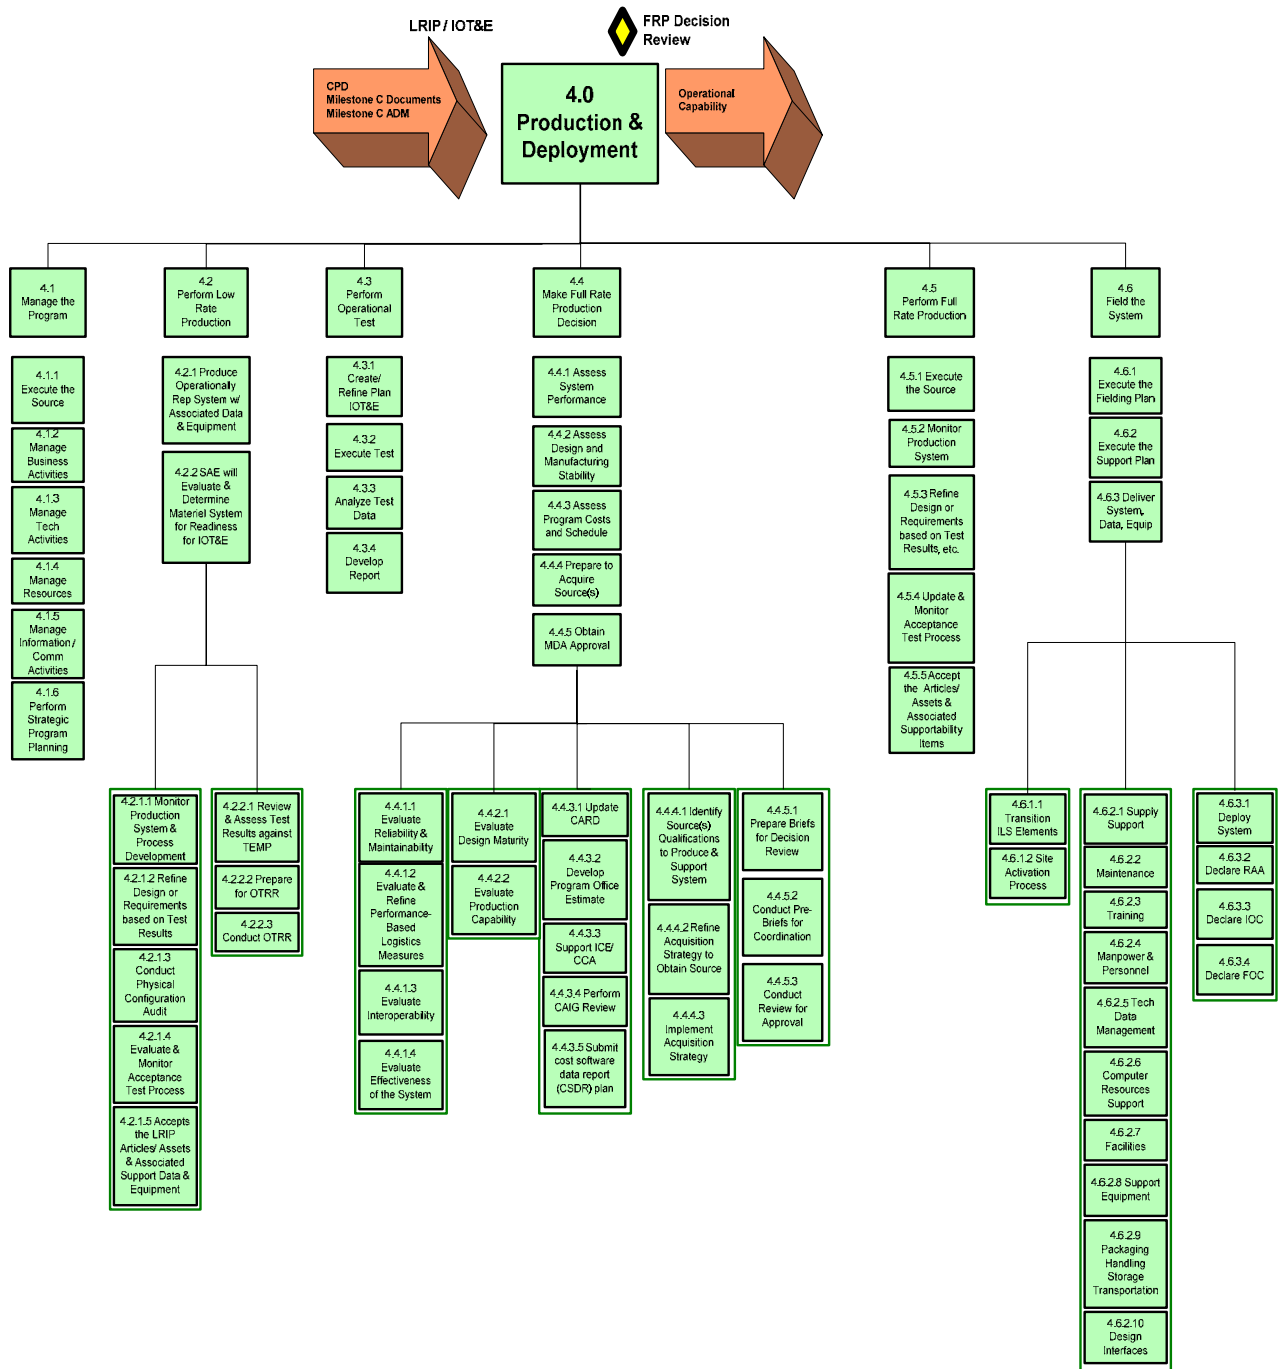 LRIP / IOT&E
FRP Decision
Review
CPD
Milestone C Documents
Milestone C ADM
4.0
Production &
Deployment
Operational
Capability
4.1
Manage the
Program
4.2
Perform Low
Rate
Production
4.3
Perform
Operational
Test
4.4
Make Full Rate
Production
Decision
4.5
Perform Full
Rate Production
4.6
Field the
System
4.1.1
Execute the
Source
4.1.2
Manage
Business
Activities
4.1.3
Manage
Tech
Activities
4.1.4
Manage
Resources
4.1.5
Manage
Information/
Comm
Activities
4.1.6
Perform
Strategic
Program
Planning
4.2.1 Produce
Operationally
Rep System w/
Associated Data
& Equipment
4.2.2 SAE will
Evaluate &
Determine
Materiel System
for Readiness
for IOT&E
4.3.1
Create/
Refine Plan
IOT&E
4.3.2
Execute Test
4.3.3
Analyze Test
Data
4.3.4
Develop
Report
4.4.1 Assess
System
Performance
4.4.2 Assess
Design and
Manufacturing
Stability
4.4.3 Assess
Program Costs
and Schedule
4.4.4 Prepare to
Acquire
Source(s)
4.4.5 Obtain
MDA Approval
4.5.1 Execute
the Source
4.5.2 Monitor
Production
System
4.5.3 Refine
Design or
Requirements
based on Test
Results, etc.
4.5.4 Update &
Monitor
Acceptance
Test Process
4.5.5 Accept
the Articles/
Assets &
Associated
Supportability
Items
4.6.1
Execute the
Fielding Plan
4.6.2
Execute the
Support Plan
4.6.3 Deliver
System,
Data, Equip
4.2.1.1 Monitor
Production
System &
Process
Development
4.2.1.2 Refine
Design or
Requirements
based on Test
Results
4.2.1.3
Conduct
Physical
Configuration
Audit
4.2.1.4
Evaluate &
Monitor
Acceptance
Test Process
4.2.1.5 Accepts
the LRIP
Articles/ Assets
& Associated
Support Data &
Equipment
4.2.2.1 Review
& Assess Test
Results against
TEMP
4.2.2.2 Prepare
for OTRR
4.2.2.3
Conduct OTRR
4.4.1.1
Evaluate
Reliability &
Maintainability
4.4.1.2
Evaluate &
Refine
Performance-
Based
Logistics
Measures
4.4.1.3
Evaluate
Interoperability
4.4.1.4
Evaluate
Effectiveness
of the System
4.4.2.1
Evaluate
Design Maturity
4.4.2.2
Evaluate
Production
Capability
4.4.3.1 Update
CARD
4.4.3.2
Develop
Program Office
Estimate
4.4.3.3
Support ICE/
CCA
4.4.3.4 Perform
CAIG Review
4.4.3.5 Submit
cost software
data report
(CSDR) plan
4.4.4.1 Identify
Source(s)
Qualifications
to Produce &
Support
System
4.4.4.2 Refine
Acquisition
Strategy to
Obtain Source
4.4.4.3
Implement
Acquisition
Strategy
4.4.5.1
Prepare Briefs
for Decision
Review
4.4.5.2
Conduct Pre-
Briefs for
Coordination
4.4.5.3
Conduct
Review for
Approval
4.6.1.1
Transition
ILS Elements
4.6.1.2 Site
Activation
Process
4.6.2.1 Supply
Support
4.6.2.2
Maintenance
4.6.2.3
Training
4.6.2.4
Manpower &
Personnel
4.6.2.5 Tech
Data
Management
4.6.2.6
Computer
Resources
Support
4.6.2.7
Facilities
4.6.2.8 Support
Equipment
4.6.2.9
Packaging
Handling
Storage
Transportation
4.6.2.10
Design
Interfaces
4.6.3.1
Deploy
System
4.6.3.2
Declare RAA
4.6.3.3
Declare IOC
4.6.3.4
Declare FOC